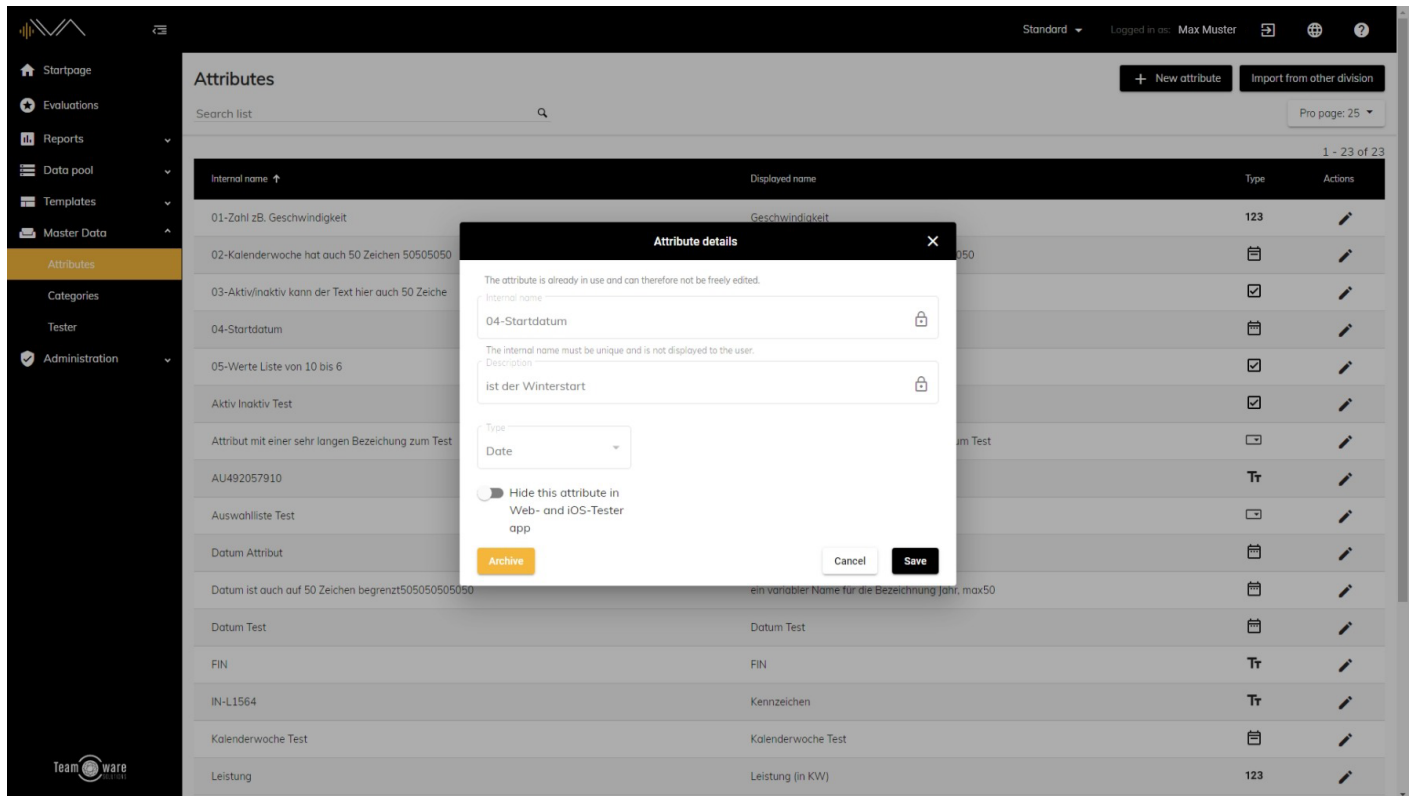 Standard
Logged in as: Max Muster
Startpage
Evaluations
Reports
Data pool
Templates
Master Data
Attributes
Categories
Tester
Administration
Team ware
Attributes
+ New attribute
Import from other division
Search list
Pro page: 25
1 - 23 of 23
Internal name Displayed name Type Actions
01-Zahl zB. Geschwindigkeit Geschwindigkeit 123
02-Kalenderwoche hat auch 50 Zeichen 50505050 050
03-Aktiv/inaktiv kann der Text hier auch 50 Zeiche
04-Startdatum
05-Werte Liste von 10 bis 6
Aktiv Inaktiv Test
Attribut mit einer sehr langen Bezeichung zum Test um Test
AU492057910 Tт
Auswahlliste Test
Datum Attribut
Datum ist auch auf 50 Zeichen begrenzt505050505050 ein variabler Name für die Bezeichnung Jahr, max50
Datum Test Datum Test
FIN FIN Tт
IN-L1564 Kennzeichen Tт
Kalenderwoche Test Kalenderwoche Test
Leistung Leistung (in KW) 123
Attribute details
The attribute is already in use and can therefore not be freely edited.
Internal name
04-Startdatum
The internal name must be unique and is not displayed to the user.
Description
ist der Winterstart
Type
Date
Hide this attribute in
Web- and iOS-Tester
app
Archive
Cancel
Save